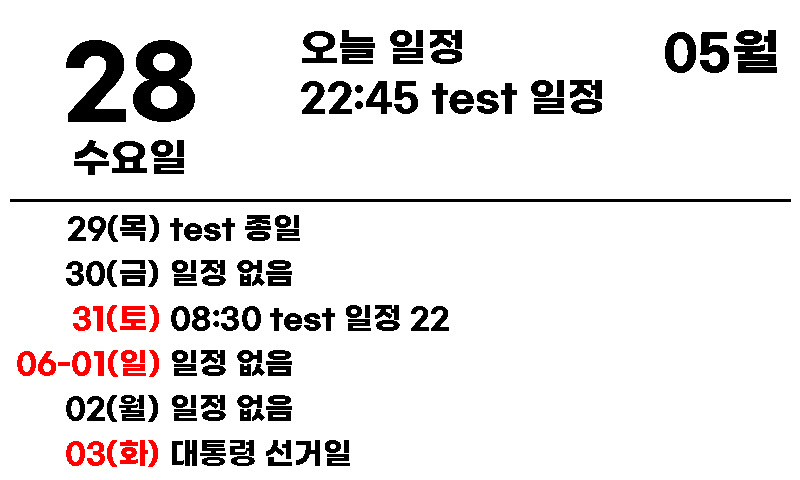 28
수요일
오늘 일정
22:45 test 일정
05월
29(목) test 종일
30(금) 일정 없음
31(토) 08:30 test 일정 22
06-01(일) 일정 없음
02(월) 일정 없음
03(화) 대통령 선거일